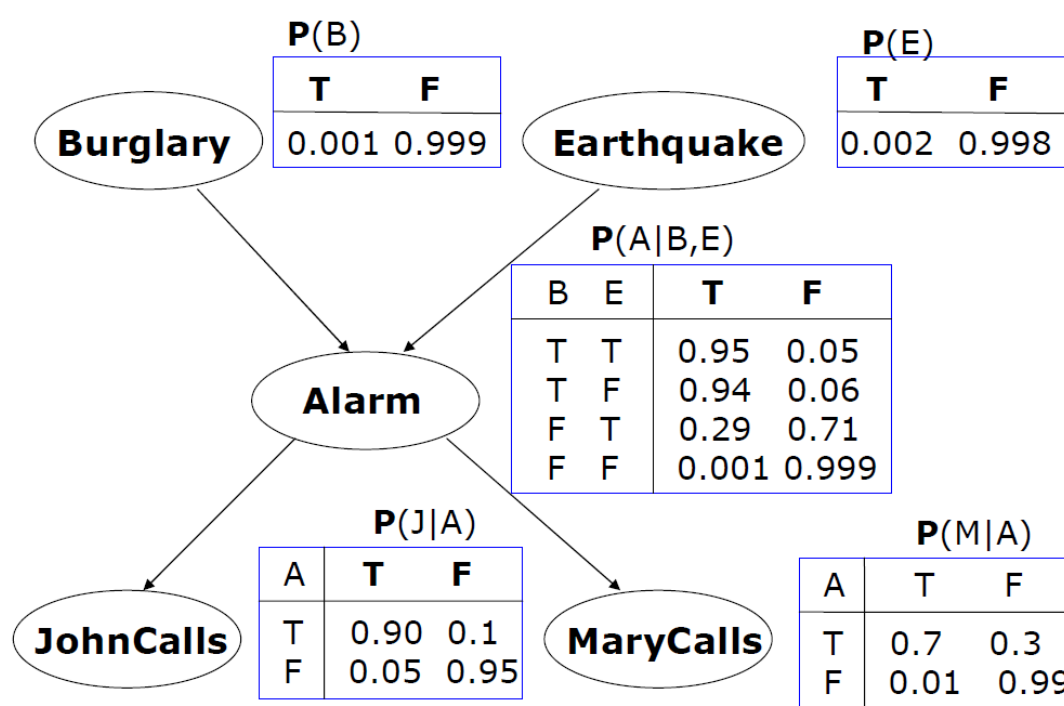 P(B)
T F
0.001 0.999
Burglary
P(E)
T F
0.002 0.998
Earthquake
P(A|B,E)
B E T F
T T 0.95 0.05
T F 0.94 0.06
F T 0.29 0.71
F F 0.001 0.999
Alarm
P(J|A)
A T F
T 0.90 0.1
F 0.05 0.95
JohnCalls
P(M|A)
A T F
T 0.7 0.3
F 0.01 0.99
MaryCalls